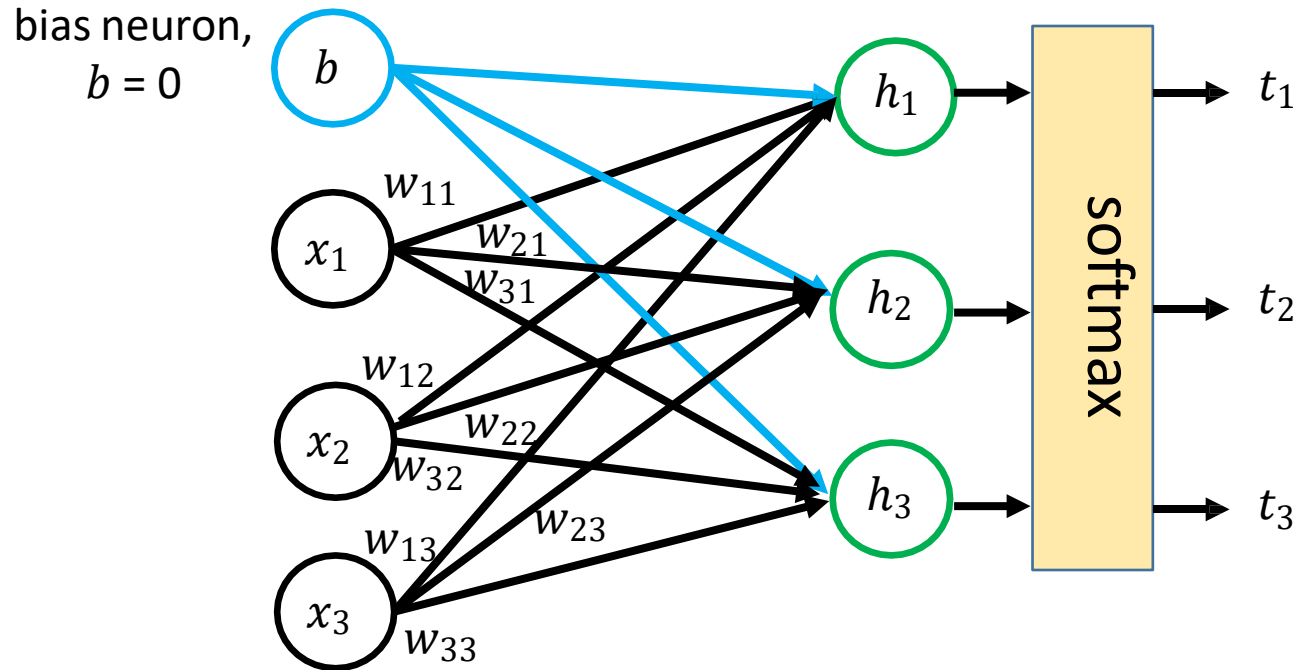 bias neuron,
b = 0
b
x₁
x₂
x₃
w₁₁
w₂₁
w₃₁
w₁₂
w₂₂
w₃₂
w₁₃
w₂₃
w₃₃
h₁
h₂
h₃
softmax
t₁
t₂
t₃